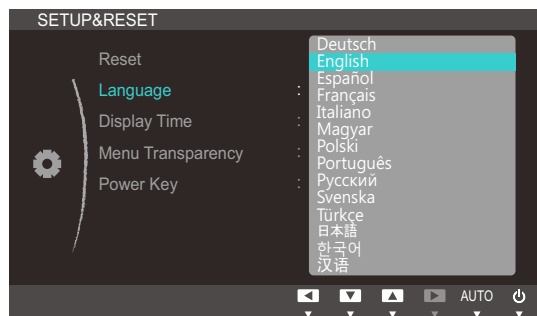 SETUP&RESET
Reset
Language :
Display Time :
Menu Transparency :
Power Key :
Deutsch
English
Español
Français
Italiano
Magyar
Polski
Português
Русский
Svenska
Türkçe
日本語
한국어
汉语
AUTO